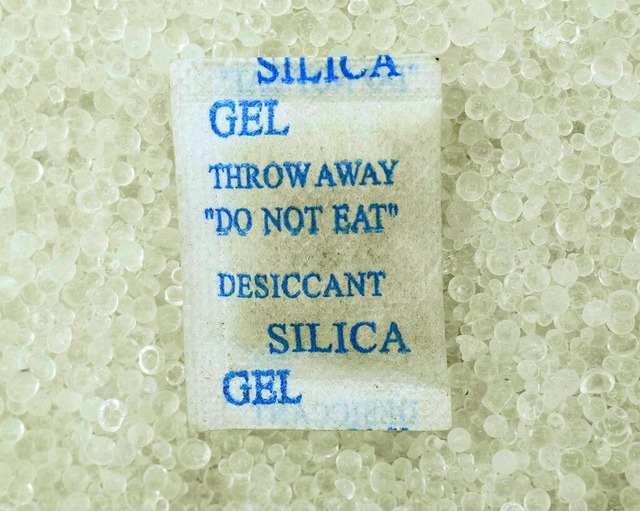 SILICA
GEL
THROW AWAY
"DO NOT EAT"
DESICCANT
SILICA
GEL